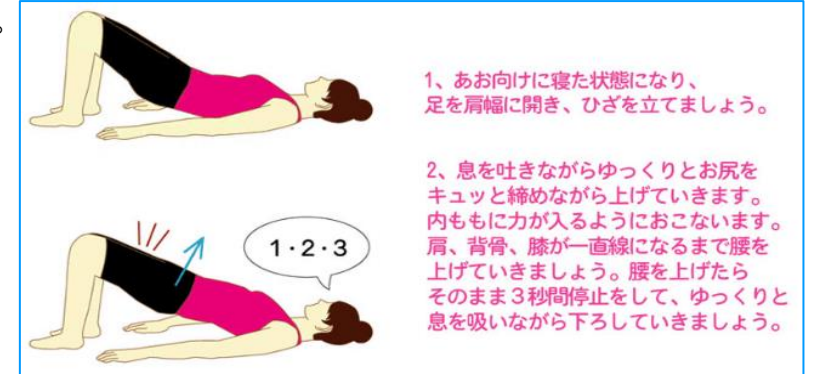 1、あお向けに寝た状態になり、
足を肩幅に開き、ひざを立てましょう。
2、息を吐きながらゆっくりとお尻を
キュッと締めながら上げていきます。
内ももに力が入るようにおこないます。
肩、背骨、膝が一直線になるまで腰を
上げていきましょう。腰を上げたら
そのまま3秒間停止をして、ゆっくりと
息を吸いながら下ろしていきましょう。
1・2・3